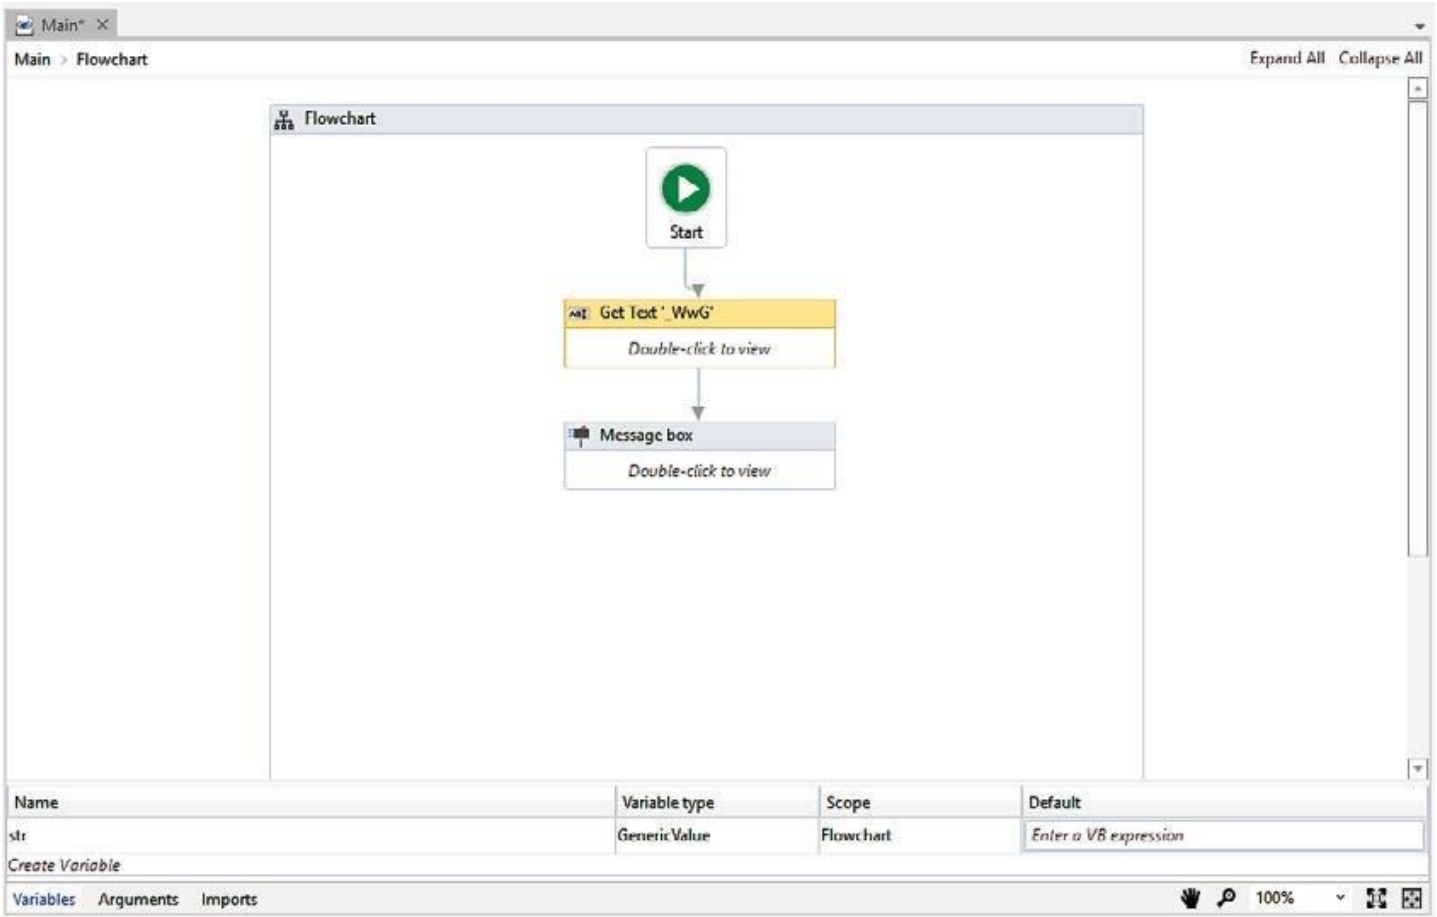 Main*
Main > Flowchart
Expand All Collapse All
Flowchart
Start
Get Text '_WwG'
Double-click to view
Message box
Double-click to view
Name Variable type Scope Default
str GenericValue Flowchart Enter a VB expression
Create Variable
Variables Arguments Imports 100%